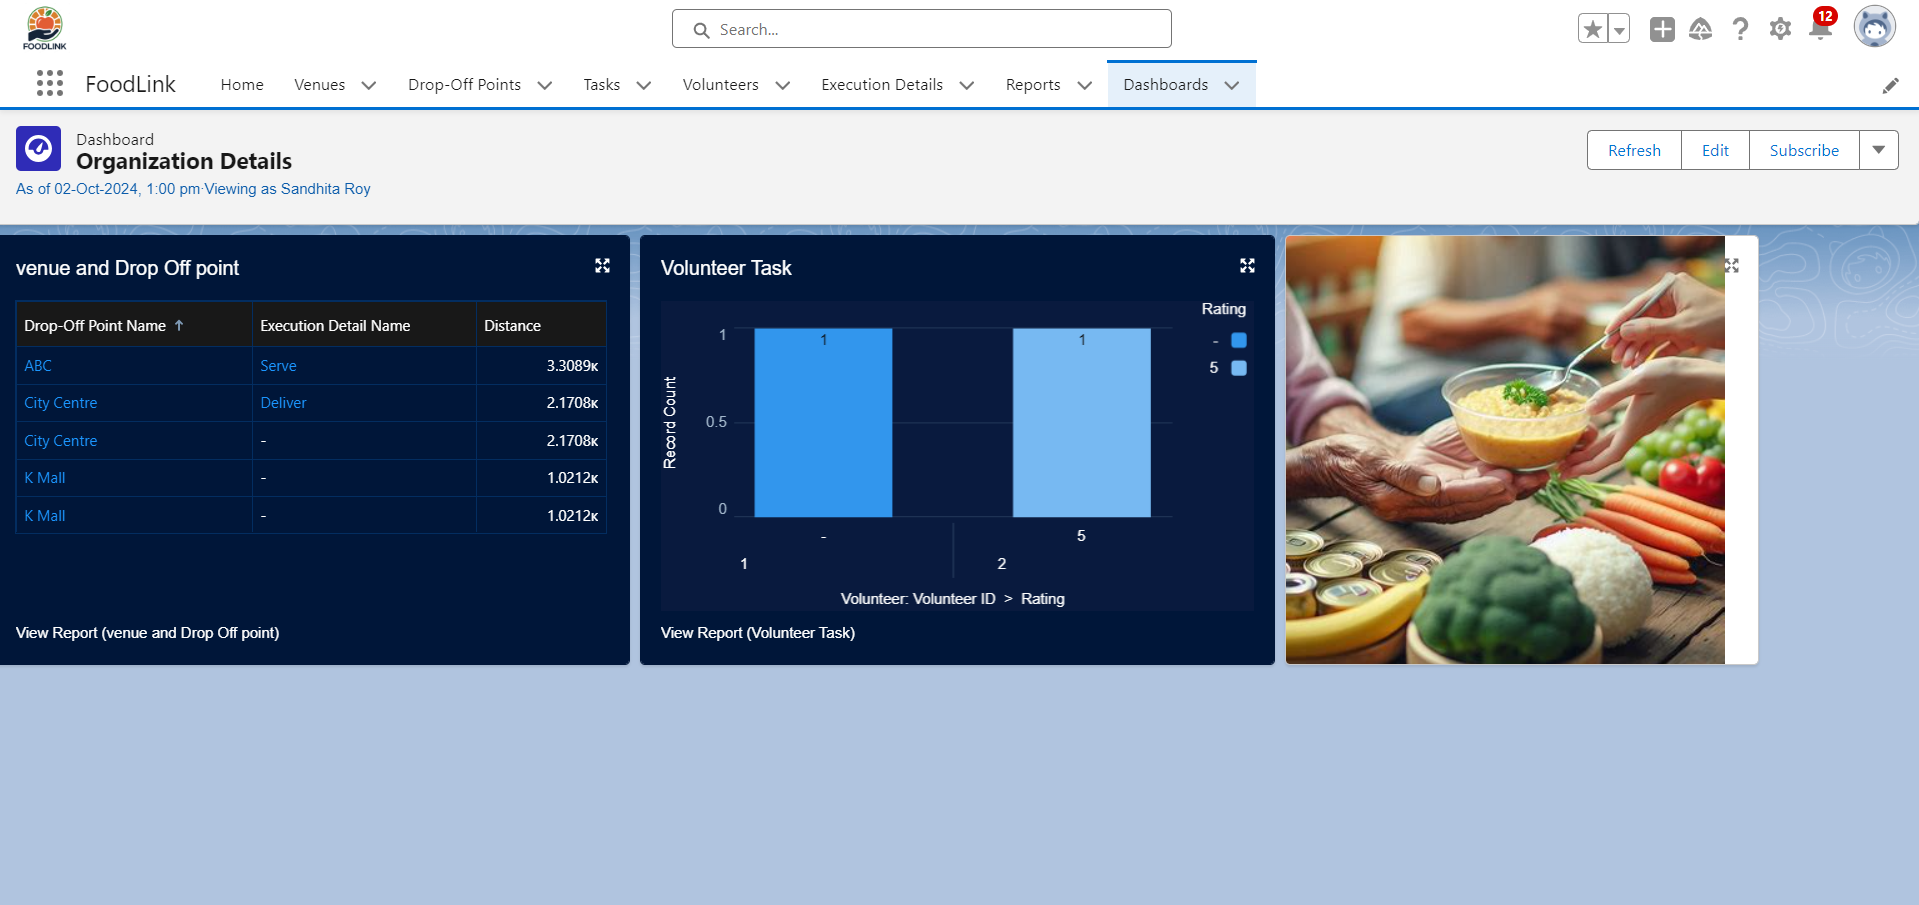 FOODLINK
Search...
12
FoodLink
Home
Venues
Drop-Off Points
Tasks
Volunteers
Execution Details
Reports
Dashboards
Dashboard
Organization Details
As of 02-Oct-2024, 1:00 pm·Viewing as Sandhita Roy
Refresh
Edit
Subscribe
venue and Drop Off point
Drop-Off Point Name ↑ Execution Detail Name Distance
ABC Serve 3.3089K
City Centre Deliver 2.1708K
City Centre - 2.1708K
K Mall - 1.0212K
K Mall - 1.0212K
View Report (venue and Drop Off point)
Volunteer Task
Rating
-
5
Record Count
1
0.5
0
1
1
- 5
1 2
Volunteer: Volunteer ID > Rating
View Report (Volunteer Task)